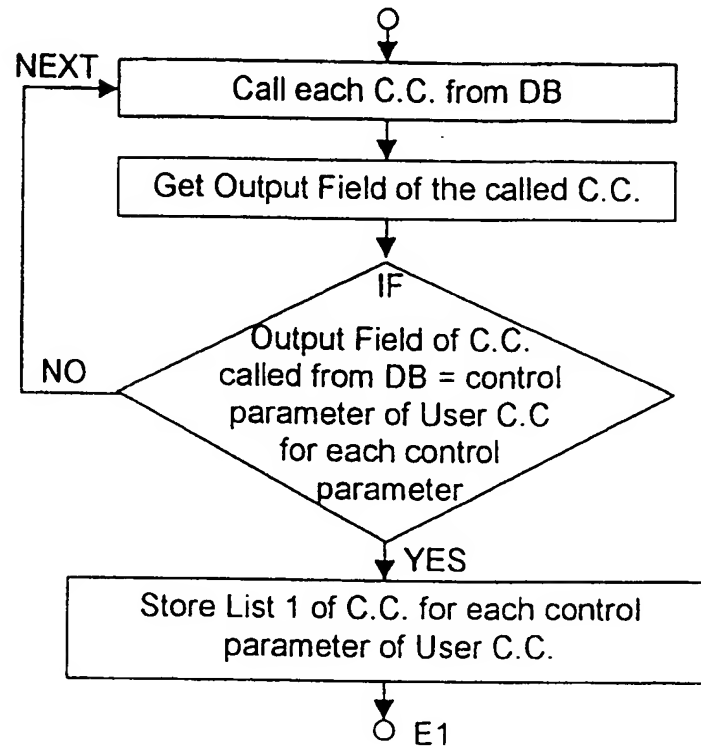 NEXT
Call each C.C. from DB
Get Output Field of the called C.C.
IF
Output Field of C.C.
called from DB = control
parameter of User C.C
for each control
parameter
NO
YES
Store List 1 of C.C. for each control
parameter of User C.C.
E1